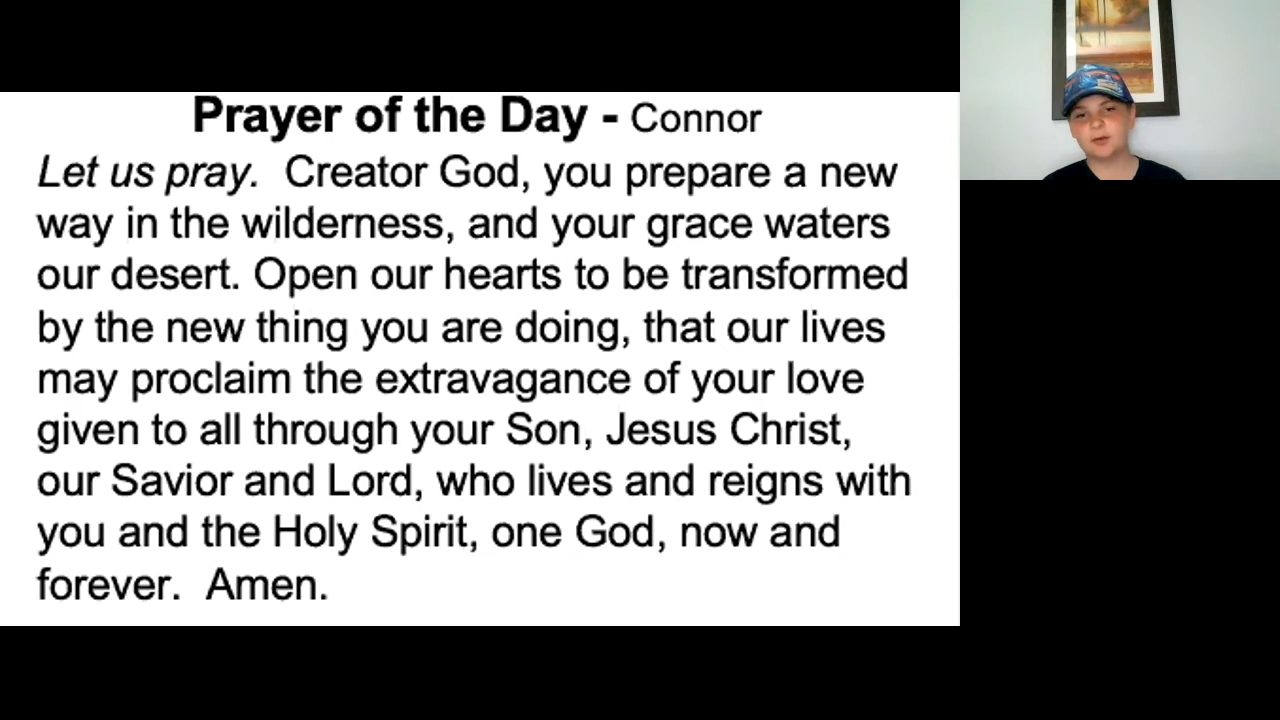 Prayer of the Day - Connor
Let us pray.  Creator God, you prepare a new
way in the wilderness, and your grace waters
our desert. Open our hearts to be transformed
by the new thing you are doing, that our lives
may proclaim the extravagance of your love
given to all through your Son, Jesus Christ,
our Savior and Lord, who lives and reigns with
you and the Holy Spirit, one God, now and
forever.  Amen.